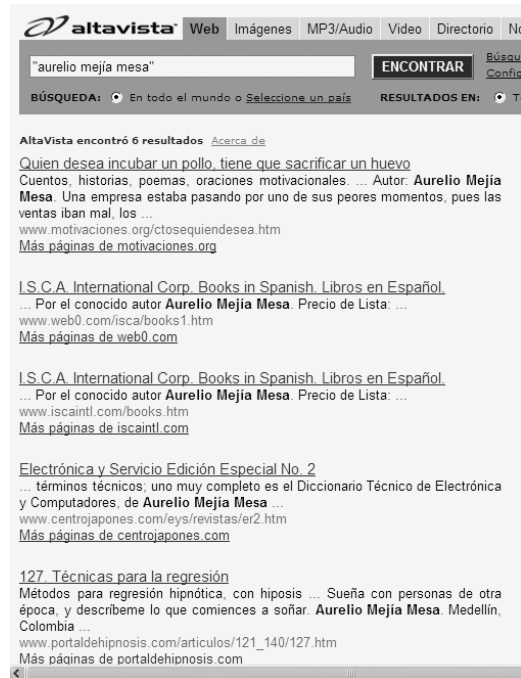 altavista Web Imágenes MP3/Audio Video Directorio No
"aurelio mejía mesa" ENCONTRAR Búsqu
Config
BÚSQUEDA: En todo el mundo o Seleccione un país RESULTADOS EN: T
AltaVista encontró 6 resultados Acerca de
Quien desea incubar un pollo, tiene que sacrificar un huevo
Cuentos, historias, poemas, oraciones motivacionales. ... Autor: Aurelio Mejía
Mesa. Una empresa estaba pasando por uno de sus peores momentos, pues las
ventas iban mal, los ...
www.motivaciones.org/ctosequiendesea.htm
Más páginas de motivaciones.org
I.S.C.A. International Corp. Books in Spanish. Libros en Español.
... Por el conocido autor Aurelio Mejía Mesa. Precio de Lista: ...
www.web0.com/isca/books1.htm
Más páginas de web0.com
I.S.C.A. International Corp. Books in Spanish. Libros en Español.
... Por el conocido autor Aurelio Mejía Mesa. Precio de Lista: ...
www.iscaintl.com/books.htm
Más páginas de iscaintl.com
Electrónica y Servicio Edición Especial No. 2
... términos técnicos; uno muy completo es el Diccionario Técnico de Electrónica
y Computadores, de Aurelio Mejía Mesa ...
www.centrojapones.com/eys/revistas/er2.htm
Más páginas de centrojapones.com
127. Técnicas para la regresión
Métodos para regresión hipnótica, con hiposis ... Sueña con personas de otra
época, y descríbeme lo que comiences a soñar. Aurelio Mejía Mesa. Medellín,
Colombia ...
www.portaldehipnosis.com/articulos/121_140/127.htm
Más páginas de portaldehipnosis.com